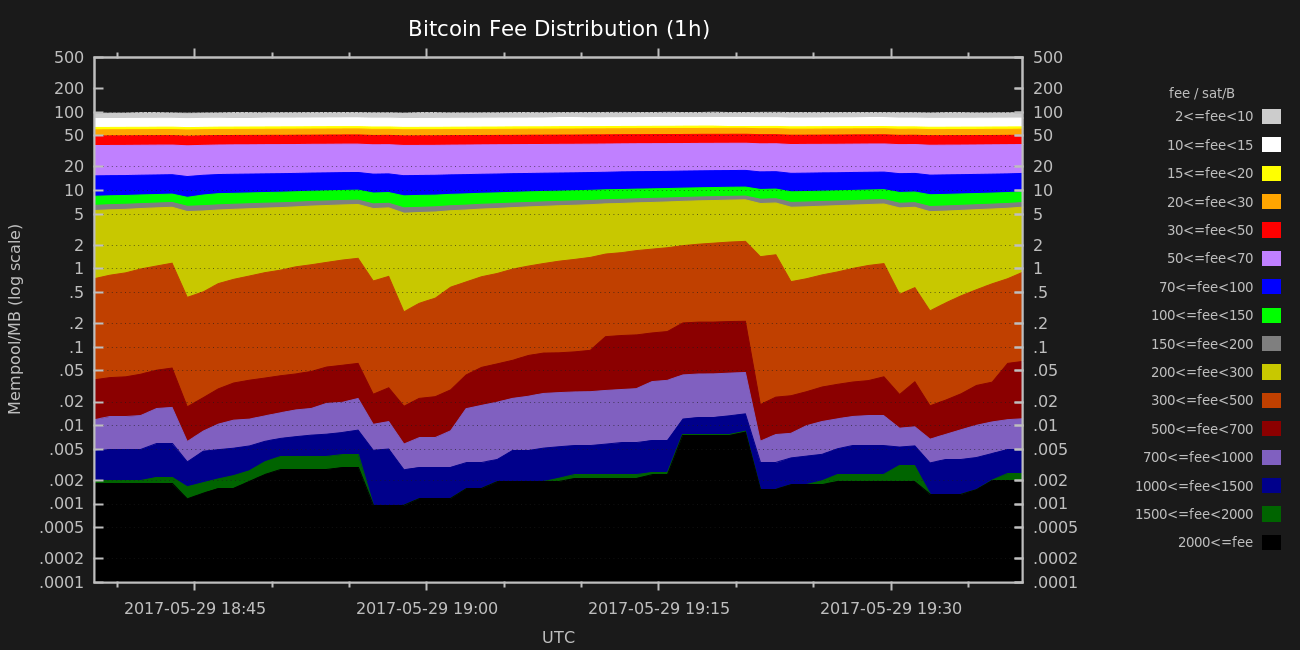 Bitcoin Fee Distribution (1h)
500 500
200 200
100 100
50 50
20 20
10 10
5 5
2 2
1 1
.5 .5
.2 .2
.1 .1
.05 .05
.02 .02
.01 .01
.005 .005
.002 .002
.001 .001
.0005 .0005
.0002 .0002
.0001 .0001
Mempool/MB (log scale)
2017-05-29 18:45 2017-05-29 19:00 2017-05-29 19:15 2017-05-29 19:30
UTC
fee / sat/B
2<=fee<10
10<=fee<15
15<=fee<20
20<=fee<30
30<=fee<50
50<=fee<70
70<=fee<100
100<=fee<150
150<=fee<200
200<=fee<300
300<=fee<500
500<=fee<700
700<=fee<1000
1000<=fee<1500
1500<=fee<2000
2000<=fee